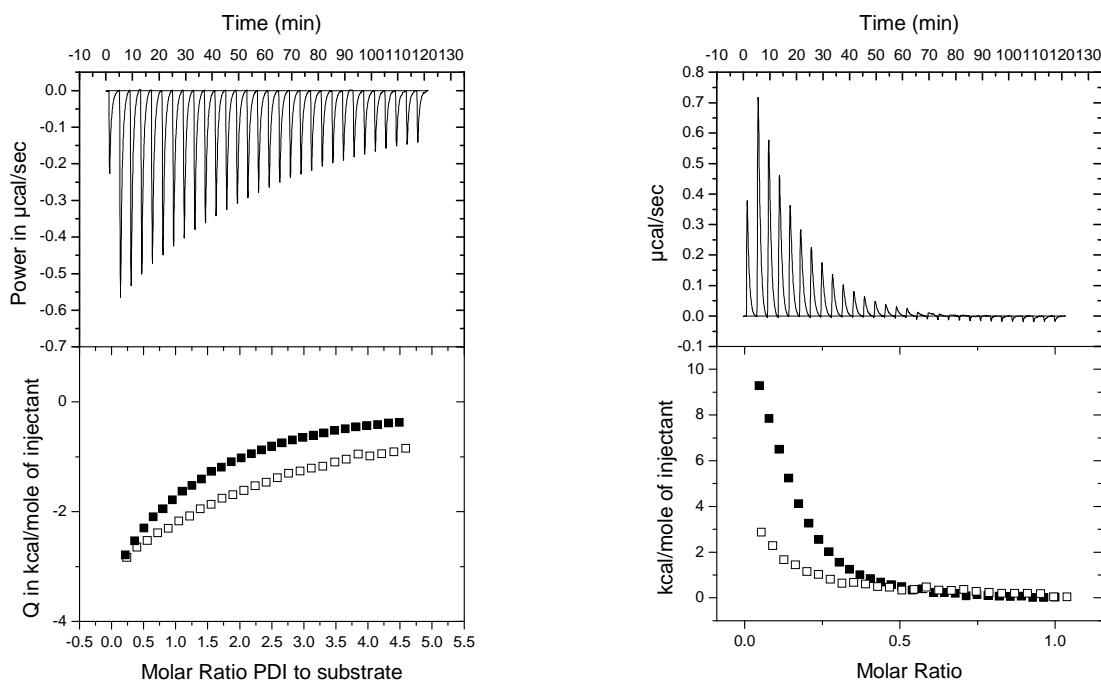 Time (min)
-10 0 10 20 30 40 50 60 70 80 90 100 110 120 130
0.0
-0.1
-0.2
-0.3
-0.4
-0.5
-0.6
-0.7
Power in µcal/sec
0
-2
-4
Q in kcal/mole of injectant
-0.5 0.0 0.5 1.0 1.5 2.0 2.5 3.0 3.5 4.0 4.5 5.0 5.5
Molar Ratio PDI to substrate
Time (min)
-10 0 10 20 30 40 50 60 70 80 90 100 110 120 130
0.8
0.7
0.6
0.5
0.4
0.3
0.2
0.1
0.0
-0.1
µcal/sec
10
8
6
4
2
0
kcal/mole of injectant
0.0 0.5 1.0
Molar Ratio